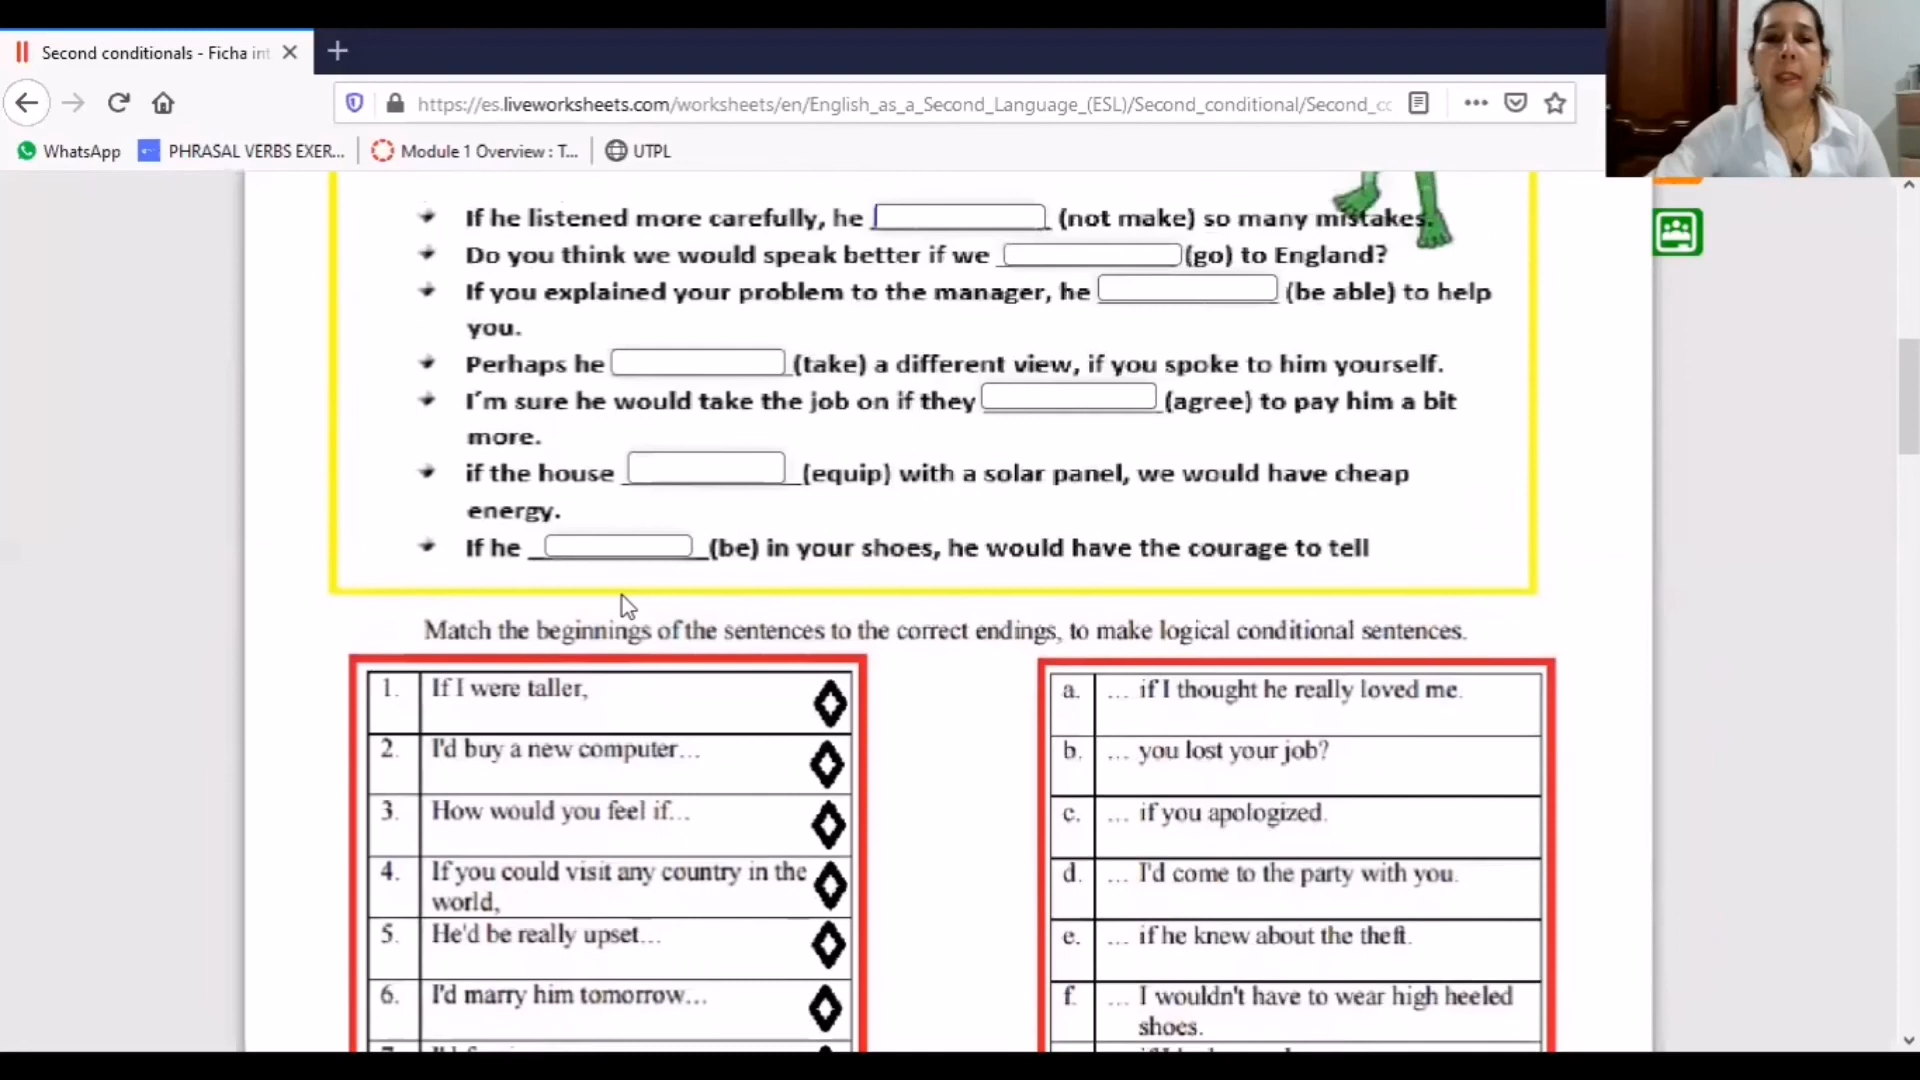 Second conditionals - Ficha int
https://es.liveworksheets.com/worksheets/en/English_as_a_Second_Language_(ESL)/Second_conditional/Second_cc
WhatsApp PHRASAL VERBS EXER... Module 1 Overview : T... UTPL
If he listened more carefully, he (not make) so many mistakes.
Do you think we would speak better if we (go) to England?
If you explained your problem to the manager, he (be able) to help
you.
Perhaps he (take) a different view, if you spoke to him yourself.
I´m sure he would take the job on if they (agree) to pay him a bit
more.
if the house (equip) with a solar panel, we would have cheap
energy.
If he (be) in your shoes, he would have the courage to tell
Match the beginnings of the sentences to the correct endings, to make logical conditional sentences.
1. If I were taller,
2. I'd buy a new computer...
3. How would you feel if...
4. If you could visit any country in the
world,
5. He'd be really upset...
6. I'd marry him tomorrow...
a. ... if I thought he really loved me.
b. ... you lost your job?
c. ... if you apologized.
d. ... I'd come to the party with you.
e. ... if he knew about the theft.
f. ... I wouldn't have to wear high heeled
shoes.